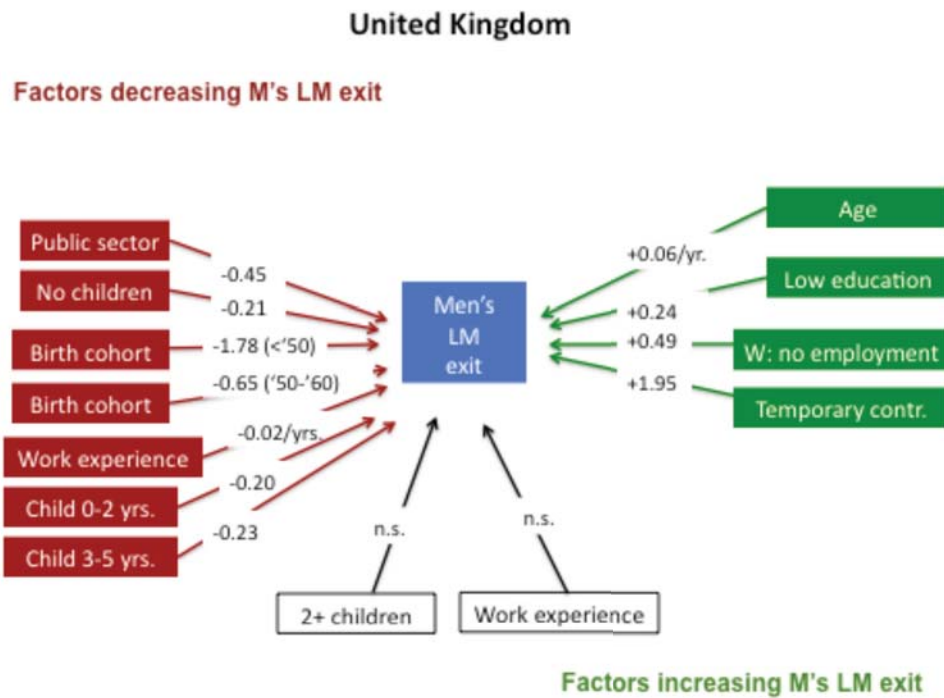 United Kingdom
Factors decreasing M's LM exit
Public sector
-0.45
No children
-0.21
Birth cohort
-1.78 (<'50)
Birth cohort
-0.65 ('50-'60)
Work experience
-0.02/yrs.
Child 0-2 yrs.
-0.20
Child 3-5 yrs.
-0.23
Men's
LM
exit
Age
+0.06/yr.
Low education
+0.24
W: no employment
+0.49
Temporary contr.
+1.95
n.s.
n.s.
2+ children
Work experience
Factors increasing M's LM exit